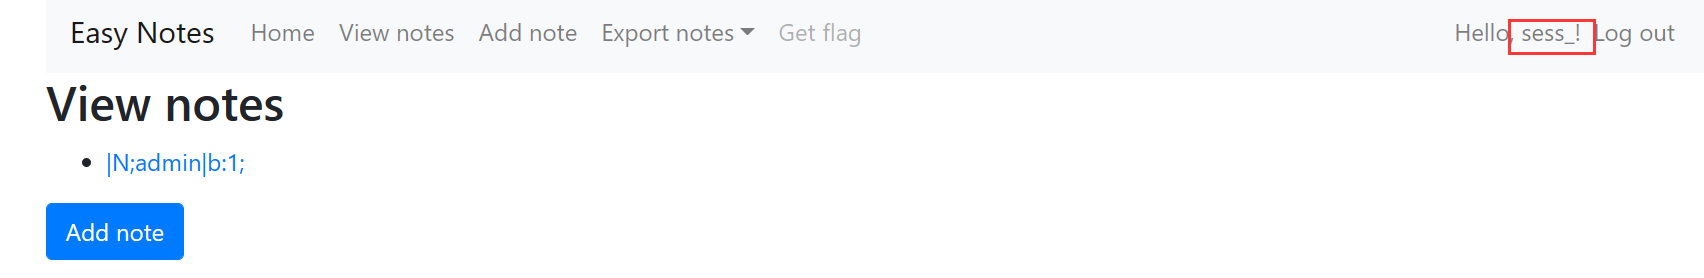 Easy Notes Home View notes Add note Export notes Get flag Hello, sess_! Log out
View notes
|N;admin|b:1;
Add note